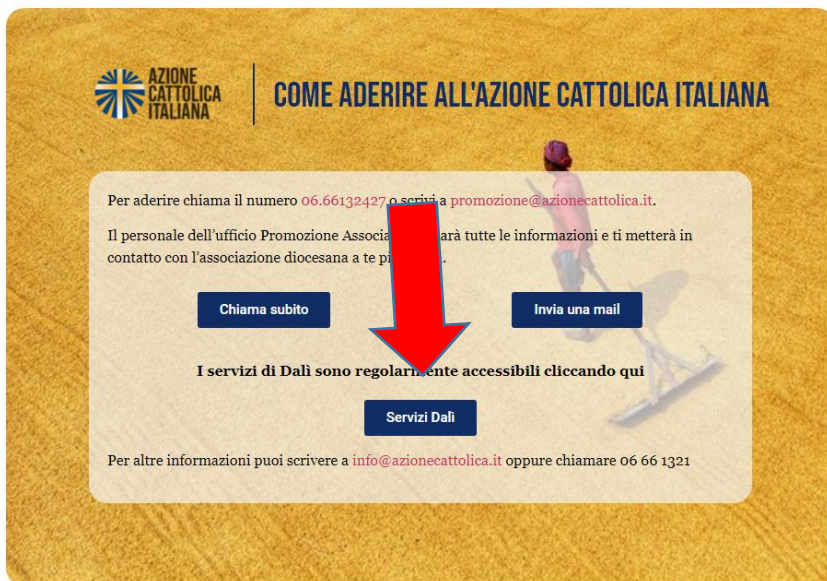 AZIONE
CATTOLICA
ITALIANA
COME ADERIRE ALL'AZIONE CATTOLICA ITALIANA
Per aderire chiama il numero 06.66132427 o scrivi a promozione@azionecattolica.it.
Il personale dell'ufficio Promozione arà tutte le informazioni e ti metterà in
contatto con l'associazione diocesana a te
Chiama subito
Invia una mail
I servizi di Dalì sono regolarmente accessibili cliccando qui
Servizi Dalì
Per altre informazioni puoi scrivere a info@azionecattolica.it oppure chiamare 06 66 1321